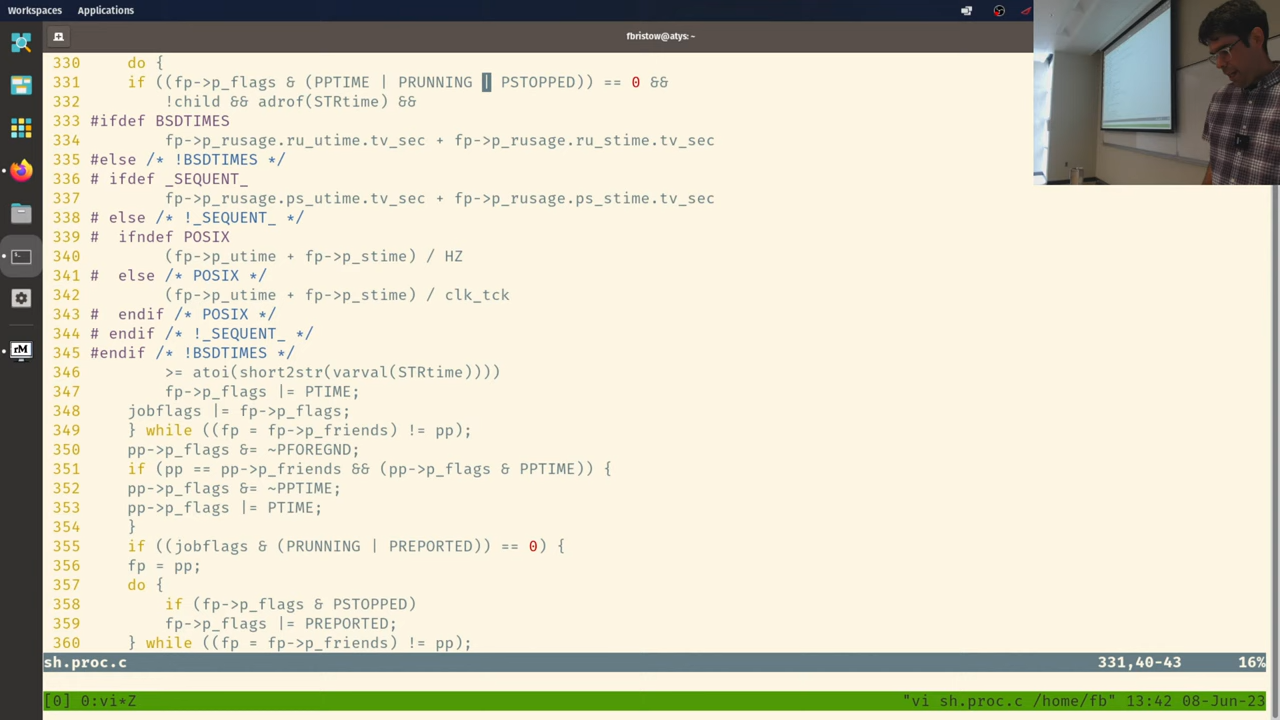 Workspaces Applications
fbristow@atys: ~
330 do {
331 if ((fp->p_flags & (PPTIME | PRUNNING | PSTOPPED)) == 0 &&
332 !child && adrof(STRtime) &&
333 #ifdef BSDTIMES
334 fp->p_rusage.ru_utime.tv_sec + fp->p_rusage.ru_stime.tv_sec
335 #else /* !BSDTIMES */
336 # ifdef _SEQUENT_
337 fp->p_rusage.ps_utime.tv_sec + fp->p_rusage.ps_stime.tv_sec
338 # else /* !_SEQUENT_ */
339 # ifndef POSIX
340 (fp->p_utime + fp->p_stime) / HZ
341 # else /* POSIX */
342 (fp->p_utime + fp->p_stime) / clk_tck
343 # endif /* POSIX */
344 # endif /* !_SEQUENT_ */
345 #endif /* !BSDTIMES */
346 >= atoi(short2str(varval(STRtime))))
347 fp->p_flags |= PTIME;
348 jobflags |= fp->p_flags;
349 } while ((fp = fp->p_friends) != pp);
350 pp->p_flags &= ~PFOREGND;
351 if (pp == pp->p_friends && (pp->p_flags & PPTIME)) {
352 pp->p_flags &= ~PPTIME;
353 pp->p_flags |= PTIME;
354 }
355 if ((jobflags & (PRUNNING | PREPORTED)) == 0) {
356 fp = pp;
357 do {
358 if (fp->p_flags & PSTOPPED)
359 fp->p_flags |= PREPORTED;
360 } while ((fp = fp->p_friends) != pp);
sh.proc.c 331,40-43 16%
[0] 0:vi*Z "vi sh.proc.c /home/fb" 13:42 08-Jun-23
rM